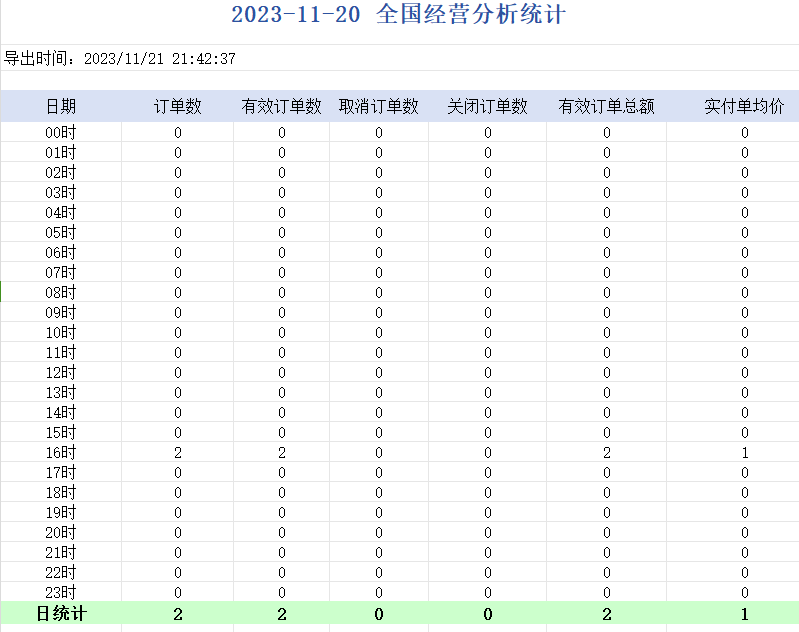 2023-11-20 全国经营分析统计
导出时间：2023/11/21 21:42:37
日期 订单数 有效订单数 取消订单数 关闭订单数 有效订单总额 实付单均价
00时 0 0 0 0 0 0
01时 0 0 0 0 0 0
02时 0 0 0 0 0 0
03时 0 0 0 0 0 0
04时 0 0 0 0 0 0
05时 0 0 0 0 0 0
06时 0 0 0 0 0 0
07时 0 0 0 0 0 0
08时 0 0 0 0 0 0
09时 0 0 0 0 0 0
10时 0 0 0 0 0 0
11时 0 0 0 0 0 0
12时 0 0 0 0 0 0
13时 0 0 0 0 0 0
14时 0 0 0 0 0 0
15时 0 0 0 0 0 0
16时 2 2 0 0 2 1
17时 0 0 0 0 0 0
18时 0 0 0 0 0 0
19时 0 0 0 0 0 0
20时 0 0 0 0 0 0
21时 0 0 0 0 0 0
22时 0 0 0 0 0 0
23时 0 0 0 0 0 0
日统计 2 2 0 0 2 1